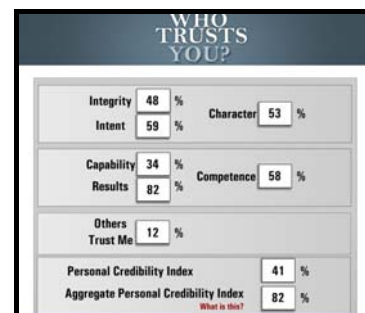 WHO
TRUSTS
YOU?
Integrity 48 %
Intent 59 %
Character 53 %
Capability 34 %
Results 82 %
Competence 58 %
Others
Trust Me 12 %
Personal Credibility Index 41 %
Aggregate Personal Credibility Index 82 %
What is this?